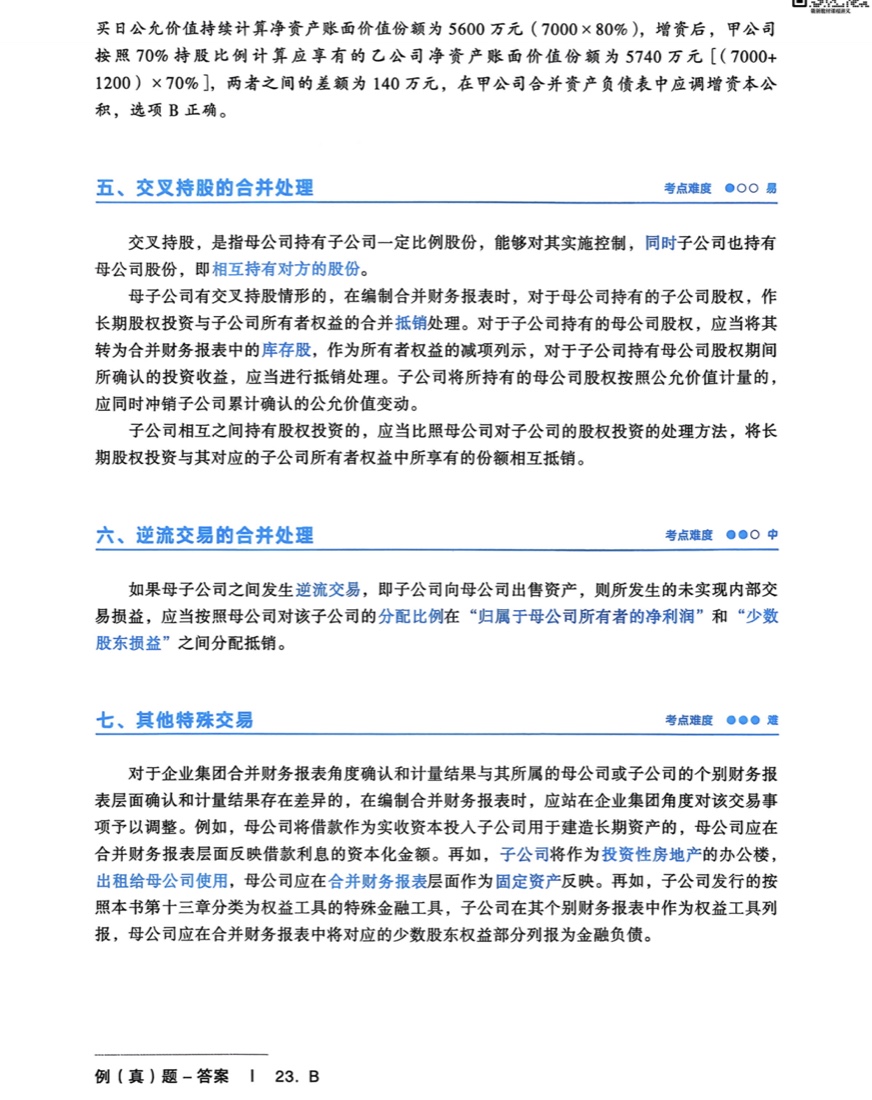 买日公允价值持续计算净资产账面价值份额为 5600 万元（7000×80%），增资后，甲公司
按照 70% 持股比例计算应享有的乙公司净资产账面价值份额为 5740 万元 [（7000+
1200）×70%]，两者之间的差额为 140 万元，在甲公司合并资产负债表中应调增资本公
积，选项 B 正确。
五、交叉持股的合并处理
考点难度 易
交叉持股，是指母公司持有子公司一定比例股份，能够对其实施控制，同时子公司也持有
母公司股份，即相互持有对方的股份。
母子公司有交叉持股情形的，在编制合并财务报表时，对于母公司持有的子公司股权，作
长期股权投资与子公司所有者权益的合并抵销处理。对于子公司持有的母公司股权，应当将其
转为合并财务报表中的库存股，作为所有者权益的减项列示，对于子公司持有母公司股权期间
所确认的投资收益，应当进行抵销处理。子公司将所持有的母公司股权按照公允价值计量的，
应同时冲销子公司累计确认的公允价值变动。
子公司相互之间持有股权投资的，应当比照母公司对子公司的股权投资的处理方法，将长
期股权投资与其对应的子公司所有者权益中所享有的份额相互抵销。
六、逆流交易的合并处理
考点难度 中
如果母子公司之间发生逆流交易，即子公司向母公司出售资产，则所发生的未实现内部交
易损益，应当按照母公司对该子公司的分配比例在“归属于母公司所有者的净利润”和“少数
股东损益”之间分配抵销。
七、其他特殊交易
考点难度 难
对于企业集团合并财务报表角度确认和计量结果与其所属的母公司或子公司的个别财务报
表层面确认和计量结果存在差异的，在编制合并财务报表时，应站在企业集团角度对该交易事
项予以调整。例如，母公司将借款作为实收资本投入子公司用于建造长期资产的，母公司应在
合并财务报表层面反映借款利息的资本化金额。再如，子公司将作为投资性房地产的办公楼，
出租给母公司使用，母公司应在合并财务报表层面作为固定资产反映。再如，子公司发行的按
照本书第十三章分类为权益工具的特殊金融工具，子公司在其个别财务报表中作为权益工具列
报，母公司应在合并财务报表中将对应的少数股东权益部分列报为金融负债。
例（真）题－答案 | 23. B